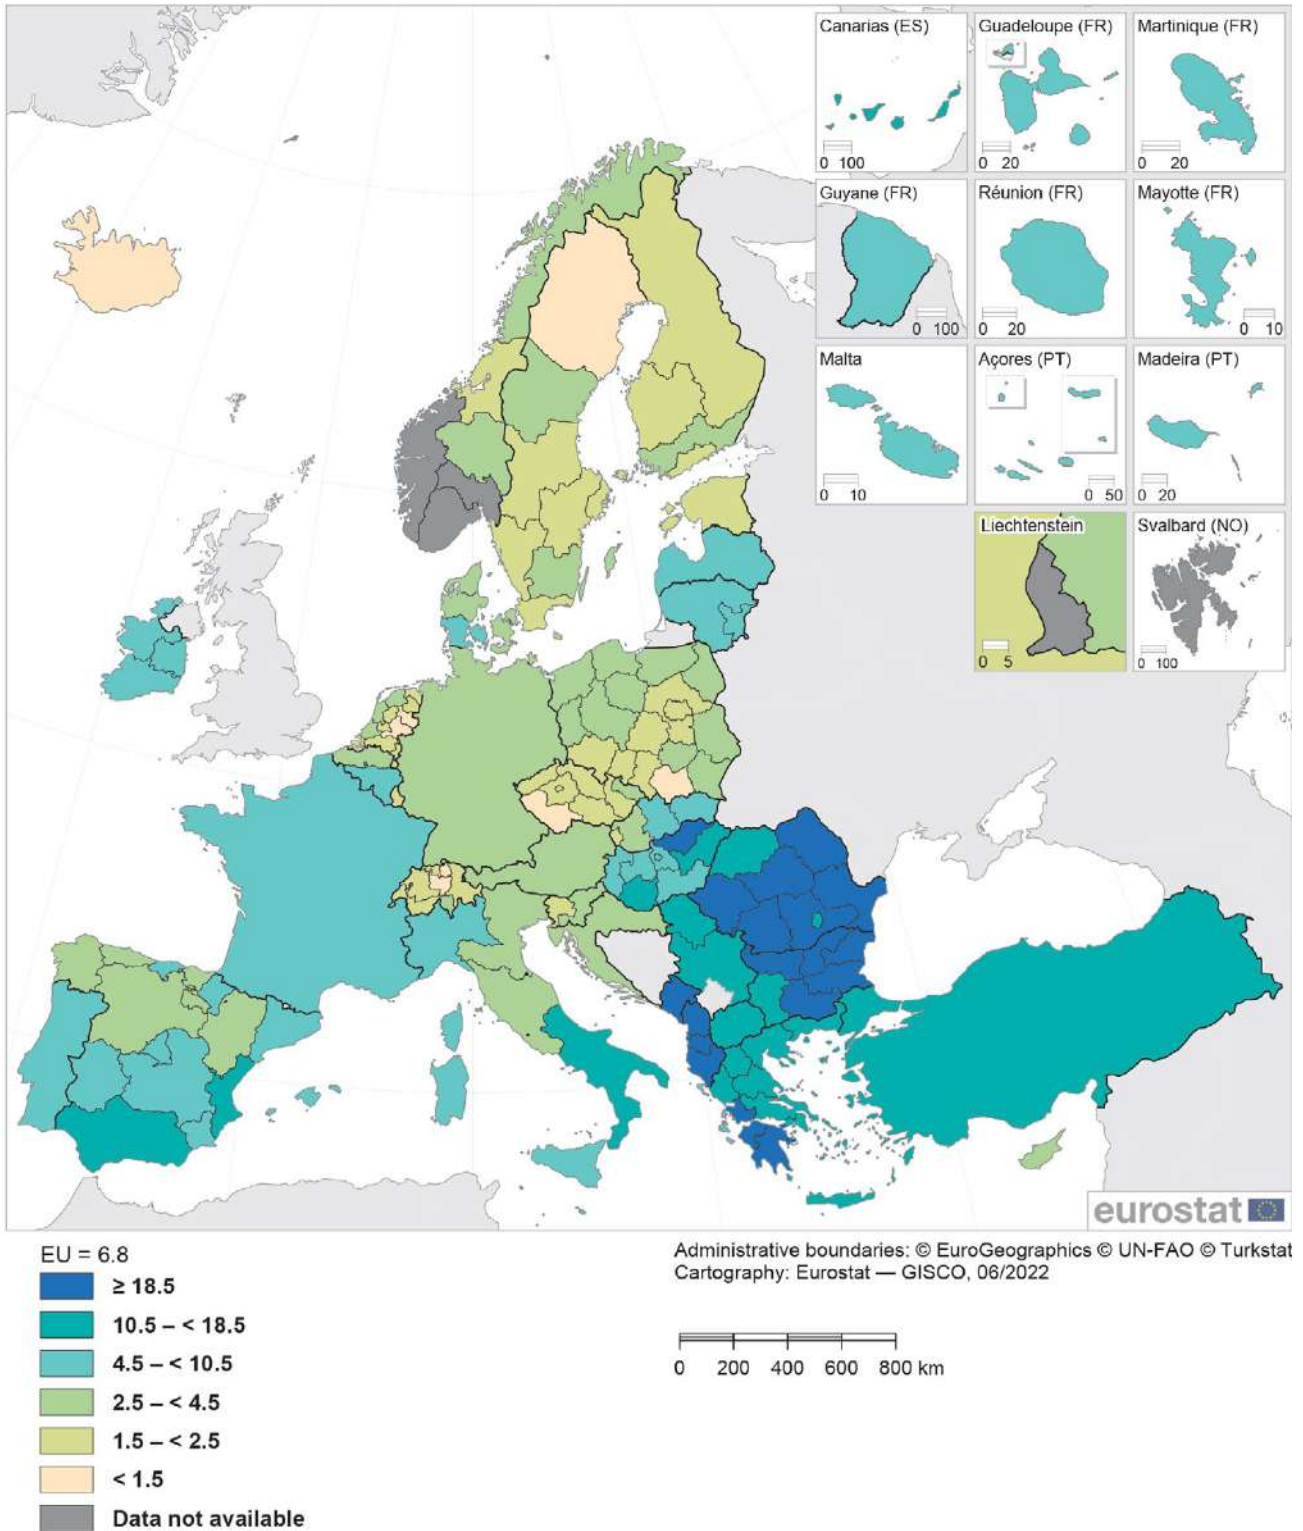 Canarias (ES)
0 100
Guadeloupe (FR)
0 20
Martinique (FR)
0 20
Guyane (FR)
0 100
Réunion (FR)
0 20
Mayotte (FR)
0 10
Malta
0 10
Açores (PT)
0 50
Madeira (PT)
0 20
Liechtenstein
0 5
Svalbard (NO)
0 100
eurostat
EU = 6.8
≥ 18.5
10.5 – < 18.5
4.5 – < 10.5
2.5 – < 4.5
1.5 – < 2.5
< 1.5
Data not available
Administrative boundaries: © EuroGeographics © UN-FAO © Turkstat
Cartography: Eurostat — GISCO, 06/2022
0 200 400 600 800 km